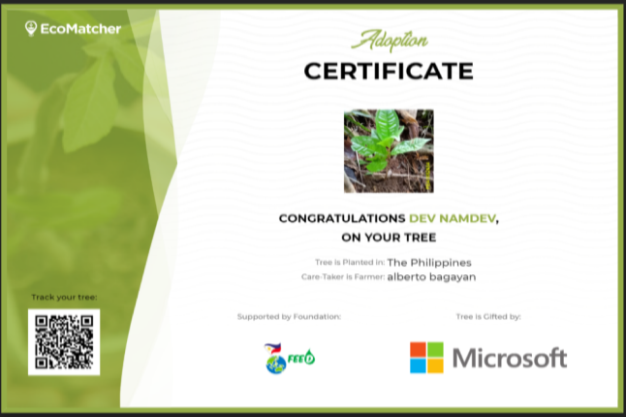 EcoMatcher
Adoption
CERTIFICATE
CONGRATULATIONS DEV NAMDEV,
ON YOUR TREE
Tree is Planted in: The Philippines
Care-Taker is Farmer: alberto bagayan
Track your tree:
Supported by Foundation:
Tree is Gifted by:
FEED
Microsoft